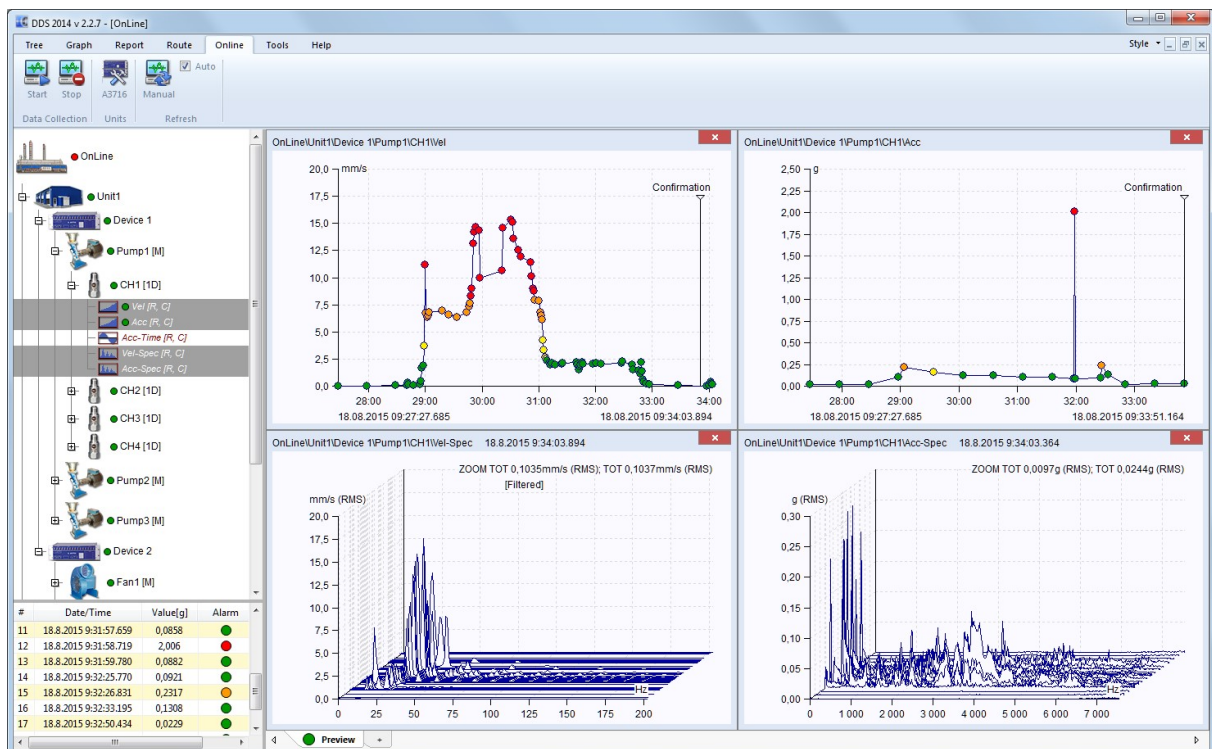 DDS 2014 v 2.2.7 - [OnLine]
Tree Graph Report Route Online Tools Help Style
Auto
Start Stop A3716 Manual
Data Collection Units Refresh
OnLine
Unit1
Device 1
Pump1 [M]
CH1 [1D]
Vel [R, C]
Acc [R, C]
Acc-Time [R, C]
Vel-Spec [R, C]
Acc-Spec [R, C]
CH2 [1D]
CH3 [1D]
CH4 [1D]
Pump2 [M]
Pump3 [M]
Device 2
Fan1 [M]
# Date/Time Value[g] Alarm
11 18.8.2015 9:31:57.659 0,0858
12 18.8.2015 9:31:58.719 2,006
13 18.8.2015 9:31:59.780 0,0882
14 18.8.2015 9:32:25.770 0,0921
15 18.8.2015 9:32:26.831 0,2317
16 18.8.2015 9:32:33.195 0,1308
17 18.8.2015 9:32:50.434 0,0229
OnLine\Unit1\Device 1\Pump1\CH1\Vel
20,0 mm/s
Confirmation
17,5
15,0
12,5
10,0
7,5
5,0
2,5
0,0
28:00 29:00 30:00 31:00 32:00 33:00 34:00
18.08.2015 09:27:27.685 18.08.2015 09:34:03.894
OnLine\Unit1\Device 1\Pump1\CH1\Acc
2,50 g
Confirmation
2,25
2,00
1,75
1,50
1,25
1,00
0,75
0,50
0,25
0,00
28:00 29:00 30:00 31:00 32:00 33:00
18.08.2015 09:27:27.685 18.08.2015 09:33:51.164
OnLine\Unit1\Device 1\Pump1\CH1\Vel-Spec 18.8.2015 9:34:03.894
ZOOM TOT 0,1035mm/s (RMS); TOT 0,1037mm/s (RMS)
[Filtered]
mm/s (RMS)
20,0
17,5
15,0
12,5
10,0
7,5
5,0
2,5
0,0
Hz
0 25 50 75 100 125 150 175 200
OnLine\Unit1\Device 1\Pump1\CH1\Acc-Spec 18.8.2015 9:34:03.364
ZOOM TOT 0,0097g (RMS); TOT 0,0244g (RMS)
g (RMS)
0,30
0,25
0,20
0,15
0,10
0,05
0,00
Hz
0 1 000 2 000 3 000 4 000 5 000 6 000 7 000
Preview +